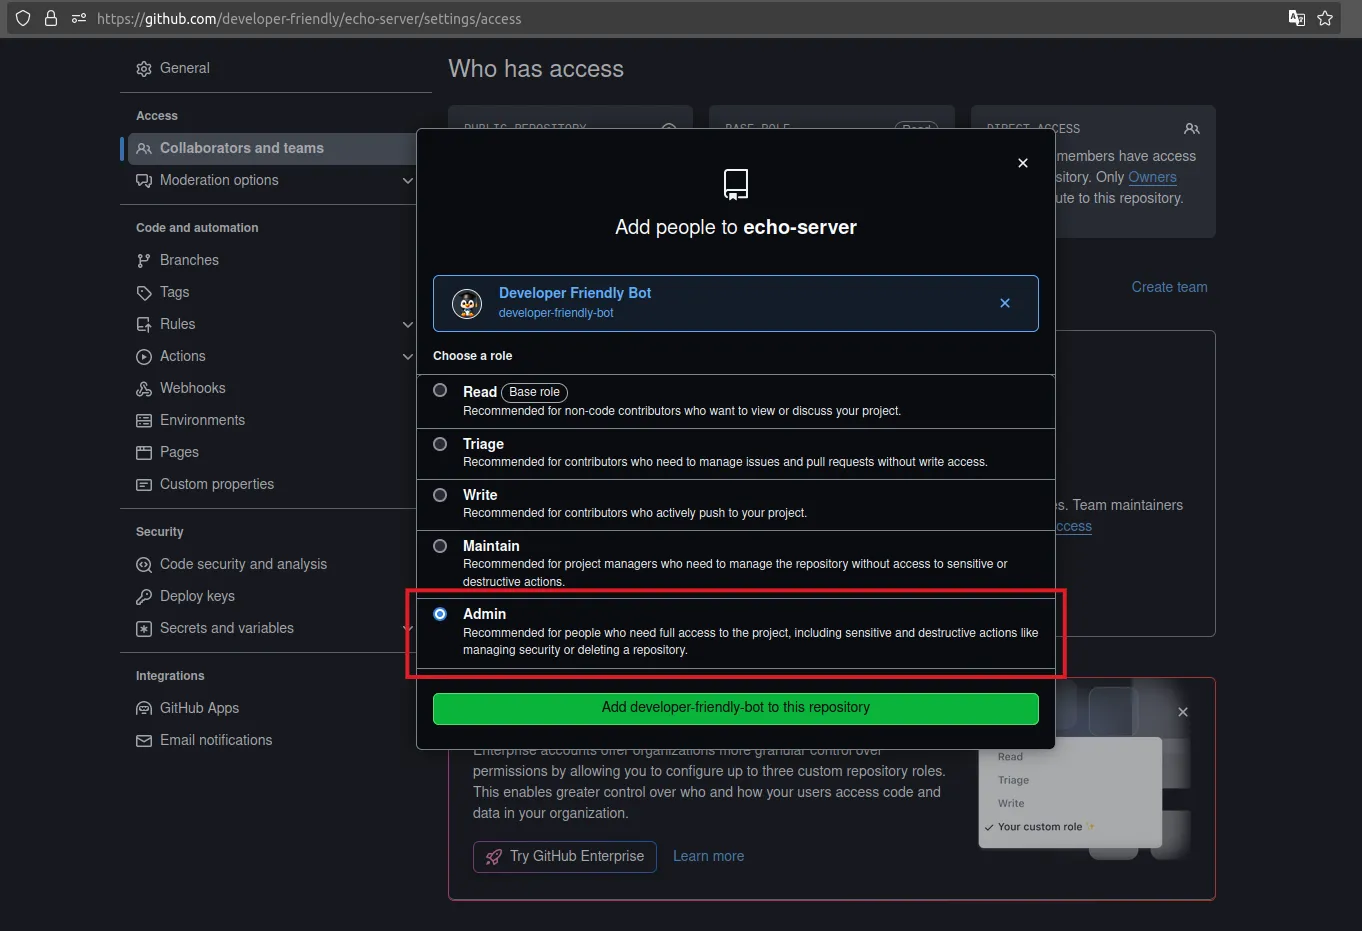 https://github.com/developer-friendly/echo-server/settings/access
General
Access
Collaborators and teams
Moderation options
Code and automation
Branches
Tags
Rules
Actions
Webhooks
Environments
Pages
Custom properties
Security
Code security and analysis
Deploy keys
Secrets and variables
Integrations
GitHub Apps
Email notifications
Who has access
PUBLIC REPOSITORY
BASE ROLE
Read
DIRECT ACCESS
members have access
Only Owners
to this repository.
Create team
Team maintainers
Add people to echo-server
Developer Friendly Bot
developer-friendly-bot
Choose a role
Read Base role
Recommended for non-code contributors who want to view or discuss your project.
Triage
Recommended for contributors who need to manage issues and pull requests without write access.
Write
Recommended for contributors who actively push to your project.
Maintain
Recommended for project managers who need to manage the repository without access to sensitive or
destructive actions.
Admin
Recommended for people who need full access to the project, including sensitive and destructive actions like
managing security or deleting a repository.
Add developer-friendly-bot to this repository
Enterprise accounts offer organizations more granular control over
permissions by allowing you to configure up to three custom repository roles.
This enables greater control over who and how your users access code and
data in your organization.
Try GitHub Enterprise
Learn more
Read
Triage
Write
Your custom role